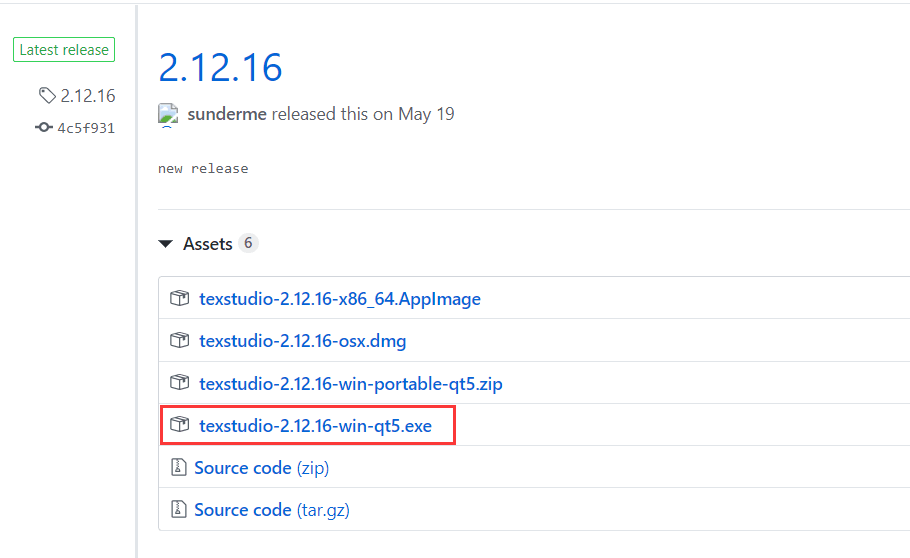 Latest release
2.12.16
4c5f931
2.12.16
sunderme released this on May 19
new release
Assets 6
texstudio-2.12.16-x86_64.AppImage
texstudio-2.12.16-osx.dmg
texstudio-2.12.16-win-portable-qt5.zip
texstudio-2.12.16-win-qt5.exe
Source code (zip)
Source code (tar.gz)